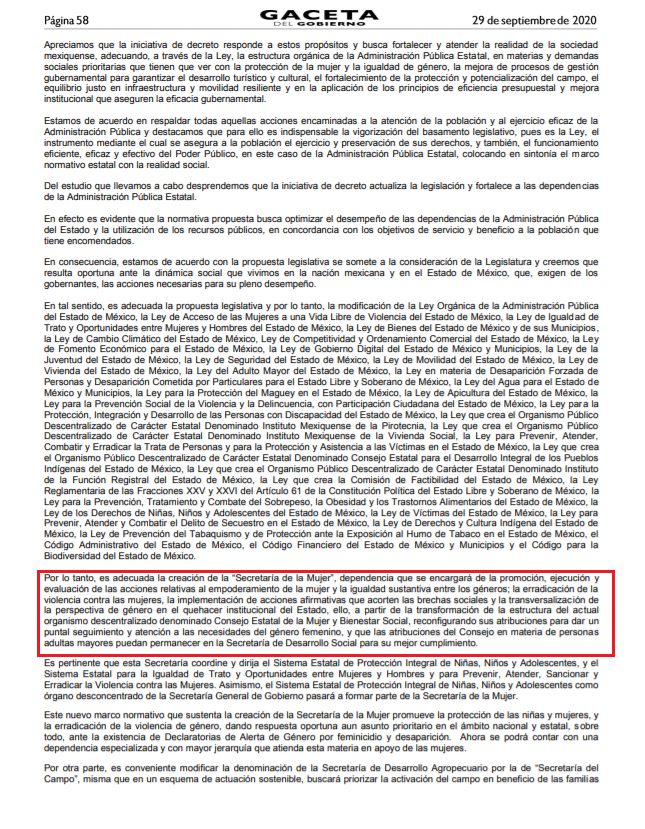 Página 58
GACETA
DEL GOBIERNO
29 de septiembre de 2020
Apreciamos que la iniciativa de decreto responde a estos propósitos y busca fortalecer y atender la realidad de la sociedad
mexiquense, adecuando, a través de la Ley, la estructura orgánica de la Administración Pública Estatal, en materias y demandas
sociales prioritarias que tienen que ver con la protección de la mujer y la igualdad de género, la mejora de procesos de gestión
gubernamental para garantizar el desarrollo turístico y cultural, el fortalecimiento de la protección y potencialización del campo, el
equilibrio justo en infraestructura y movilidad resiliente y en la aplicación de los principios de eficiencia presupuestal y mejora
institucional que aseguren la eficacia gubernamental.
Estamos de acuerdo en respaldar todas aquellas acciones encaminadas a la atención de la población y al ejercicio eficaz de la
Administración Pública y destacamos que para ello es indispensable la vigorización del basamento legislativo, pues es la Ley, el
instrumento mediante el cual se asegura a la población el ejercicio y preservación de sus derechos, y también, el funcionamiento
eficiente, eficaz y efectivo del Poder Público, en este caso de la Administración Pública Estatal, colocando en sintonía el marco
normativo estatal con la realidad social.
Del estudio que llevamos a cabo desprendemos que la iniciativa de decreto actualiza la legislación y fortalece a las dependencias
de la Administración Pública Estatal.
En efecto es evidente que la normativa propuesta busca optimizar el desempeño de las dependencias de la Administración Pública
del Estado y la utilización de los recursos públicos, en concordancia con los objetivos de servicio y beneficio a la población que
tiene encomendados.
En consecuencia, estamos de acuerdo con la propuesta legislativa se somete a la consideración de la Legislatura y creemos que
resulta oportuna ante la dinámica social que vivimos en la nación mexicana y en el Estado de México, que, exigen de los
gobernantes, las acciones necesarias para su pleno desempeño.
En tal sentido, es adecuada la propuesta legislativa y por lo tanto, la modificación de la Ley Orgánica de la Administración Pública
del Estado de México, la Ley de Acceso de las Mujeres a una Vida Libre de Violencia del Estado de México, la Ley de Igualdad de
Trato y Oportunidades entre Mujeres y Hombres del Estado de México, la Ley de Bienes del Estado de México y de sus Municipios,
la Ley de Cambio Climático del Estado de México, Ley de Competitividad y Ordenamiento Comercial del Estado de México, la Ley
de Fomento Económico para el Estado de México, la Ley de Gobierno Digital del Estado de México y Municipios, la Ley de la
Juventud del Estado de México, la Ley de Seguridad del Estado de México, la Ley de Movilidad del Estado de México, la Ley de
Vivienda del Estado de México, la Ley del Adulto Mayor del Estado de México, la Ley en materia de Desaparición Forzada de
Personas y Desaparición Cometida por Particulares para el Estado Libre y Soberano de México, la Ley del Agua para el Estado de
México y Municipios, la Ley para la Protección del Maguey en el Estado de México, la Ley de Apicultura del Estado de México, la
Ley para la Prevención Social de la Violencia y la Delincuencia, con Participación Ciudadana del Estado de México, la Ley para la
Protección, Integración y Desarrollo de las Personas con Discapacidad del Estado de México, la Ley que crea el Organismo Público
Descentralizado de Carácter Estatal Denominado Instituto Mexiquense de la Pirotecnia, la Ley que crea el Organismo Público
Descentralizado de Carácter Estatal Denominado Instituto Mexiquense de la Vivienda Social, la Ley para Prevenir, Atender,
Combatir y Erradicar la Trata de Personas y para la Protección y Asistencia a las Víctimas en el Estado de México, la Ley que crea
el Organismo Público Descentralizado de Carácter Estatal Denominado Consejo Estatal para el Desarrollo Integral de los Pueblos
Indígenas del Estado de México, la Ley que crea el Organismo Público Descentralizado de Carácter Estatal Denominado Instituto
de la Función Registral del Estado de México, la Ley que crea la Comisión de Factibilidad del Estado de México, la Ley
Reglamentaria de las Fracciones XXV y XXVI del Artículo 61 de la Constitución Política del Estado Libre y Soberano de México, la
Ley para la Prevención, Tratamiento y Combate del Sobrepeso, la Obesidad y los Trastornos Alimentarios del Estado de México, la
Ley de los Derechos de Niñas, Niños y Adolescentes del Estado de México, la Ley de Víctimas del Estado de México, la Ley para
Prevenir, Atender y Combatir el Delito de Secuestro en el Estado de México, la Ley de Derechos y Cultura Indígena del Estado de
México, la Ley de Prevención del Tabaquismo y de Protección ante la Exposición al Humo de Tabaco en el Estado de México, el
Código Administrativo del Estado de México, el Código Financiero del Estado de México y Municipios y el Código para la
Biodiversidad del Estado de México.
Por lo tanto, es adecuada la creación de la “Secretaría de la Mujer”, dependencia que se encargará de la promoción, ejecución y
evaluación de las acciones relativas al empoderamiento de la mujer y la igualdad sustantiva entre los géneros; la erradicación de la
violencia contra las mujeres, la implementación de acciones afirmativas que acorten las brechas sociales y la transversalización de
la perspectiva de género en el quehacer institucional del Estado, ello, a partir de la transformación de la estructura del actual
organismo descentralizado denominado Consejo Estatal de la Mujer y Bienestar Social, reconfigurando sus atribuciones para dar un
puntal seguimiento y atención a las necesidades del género femenino, y que las atribuciones del Consejo en materia de personas
adultas mayores puedan permanecer en la Secretaría de Desarrollo Social para su mejor cumplimiento.
Es pertinente que esta Secretaría coordine y dirija el Sistema Estatal de Protección Integral de Niñas, Niños y Adolescentes, y el
Sistema Estatal para la Igualdad de Trato y Oportunidades entre Mujeres y Hombres y para Prevenir, Atender, Sancionar y
Erradicar la Violencia contra las Mujeres. Asimismo, el Sistema Estatal de Protección Integral de Niñas, Niños y Adolescentes como
órgano desconcentrado de la Secretaría General de Gobierno pasará a formar parte de la Secretaría de la Mujer.
Este nuevo marco normativo que sustenta la creación de la Secretaría de la Mujer promueve la protección de las niñas y mujeres, y
la erradicación de la violencia de género, dando respuesta oportuna aun asunto prioritario en el ámbito nacional y estatal, sobre
todo, ante la existencia de Declaratorias de Alerta de Género por feminicidio y desaparición. Ahora se podrá contar con una
dependencia especializada y con mayor jerarquía que atienda esta materia en apoyo de las mujeres.
Por otra parte, es conveniente modificar la denominación de la Secretaría de Desarrollo Agropecuario por la de “Secretaría del
Campo”, misma que en un esquema de actuación sostenible, buscará priorizar la activación del campo en beneficio de las familias